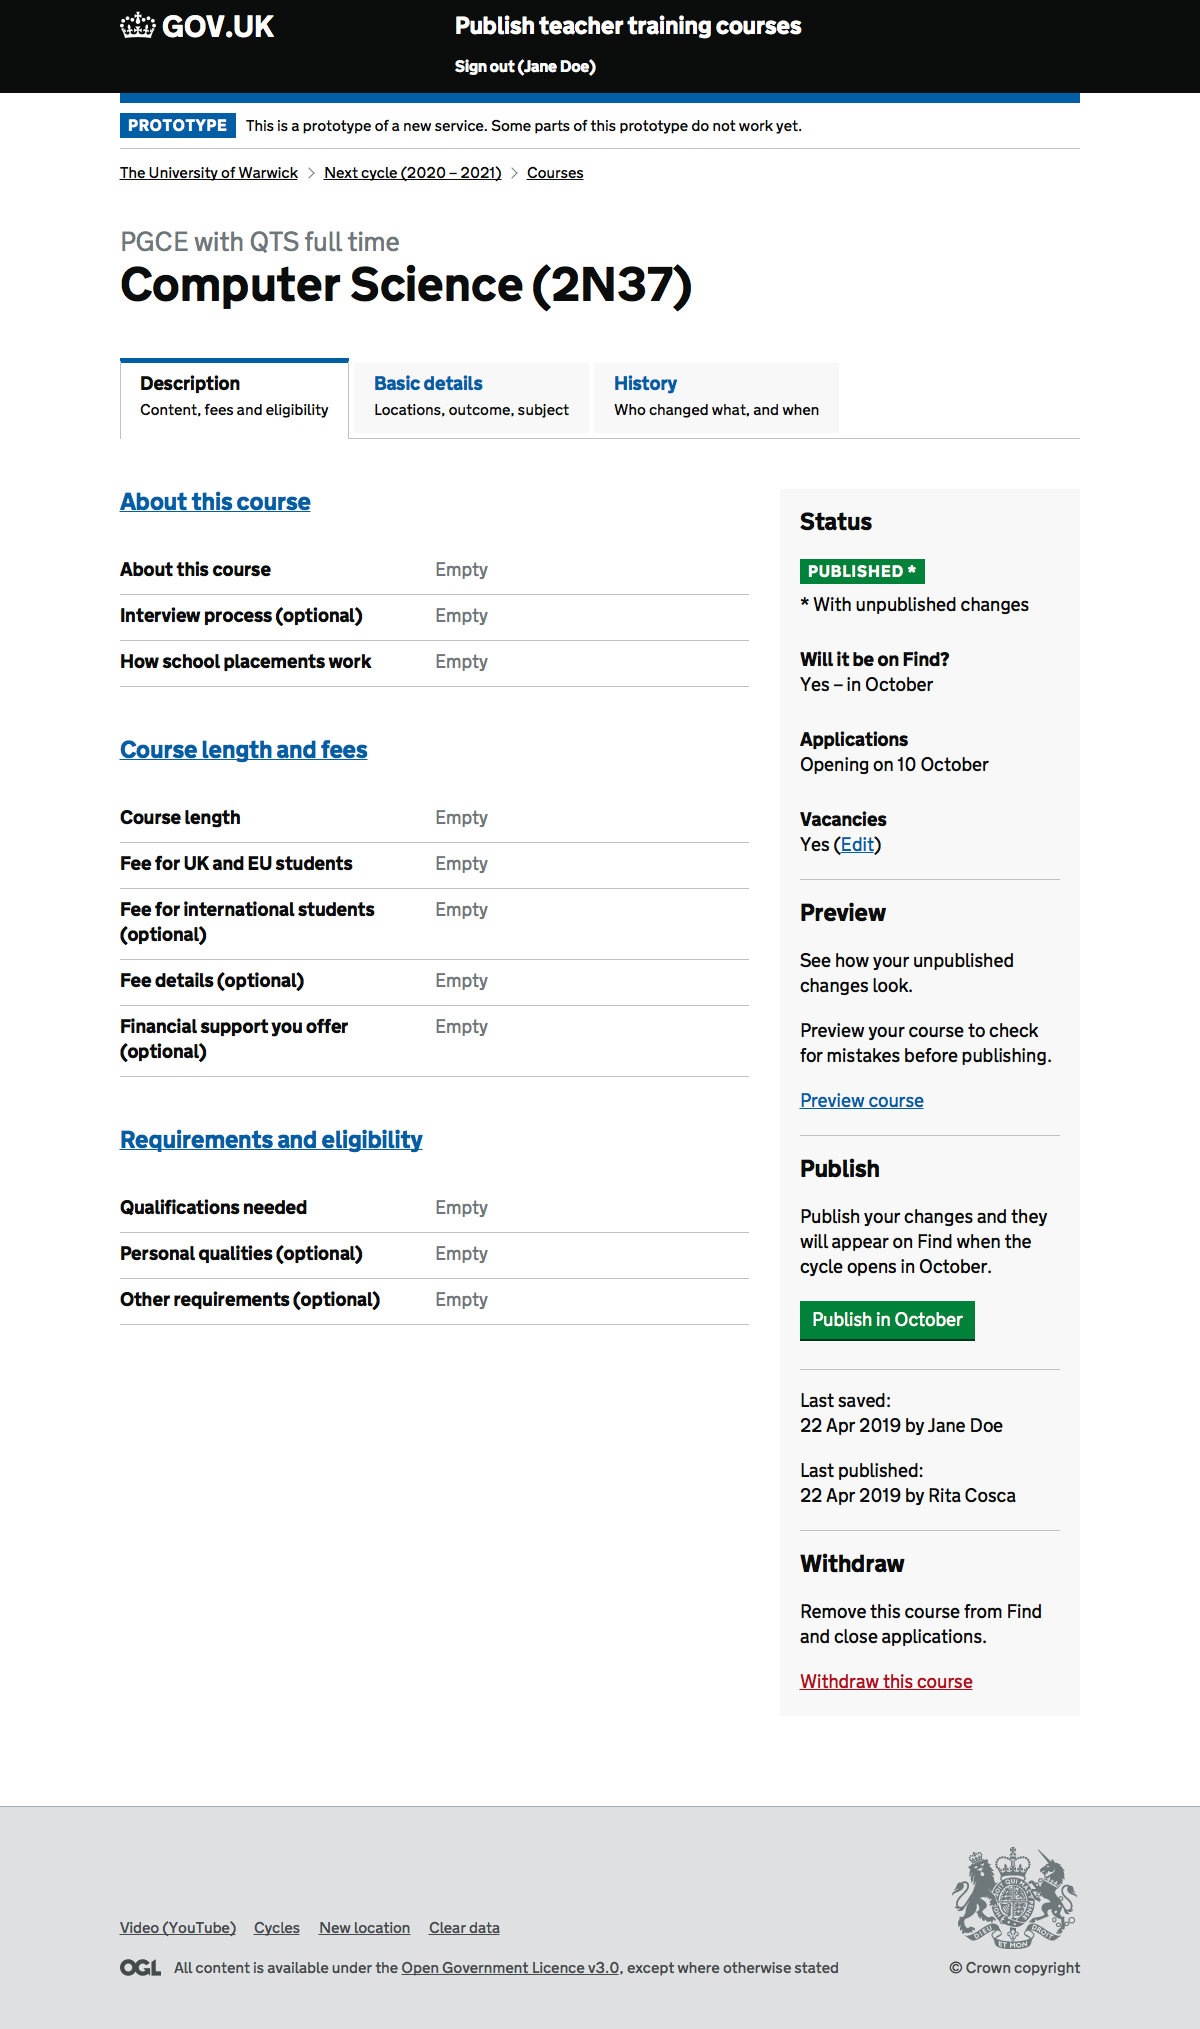 GOV.UK
Publish teacher training courses
Sign out (Jane Doe)
PROTOTYPE This is a prototype of a new service. Some parts of this prototype do not work yet.
The University of Warwick > Next cycle (2020 – 2021) > Courses
PGCE with QTS full time
Computer Science (2N37)
Description
Content, fees and eligibility
Basic details
Locations, outcome, subject
History
Who changed what, and when
About this course
About this course Empty
Interview process (optional) Empty
How school placements work Empty
Course length and fees
Course length Empty
Fee for UK and EU students Empty
Fee for international students Empty
(optional)
Fee details (optional) Empty
Financial support you offer Empty
(optional)
Requirements and eligibility
Qualifications needed Empty
Personal qualities (optional) Empty
Other requirements (optional) Empty
Status
PUBLISHED *
* With unpublished changes
Will it be on Find?
Yes – in October
Applications
Opening on 10 October
Vacancies
Yes (Edit)
Preview
See how your unpublished
changes look.
Preview your course to check
for mistakes before publishing.
Preview course
Publish
Publish your changes and they
will appear on Find when the
cycle opens in October.
Publish in October
Last saved:
22 Apr 2019 by Jane Doe
Last published:
22 Apr 2019 by Rita Cosca
Withdraw
Remove this course from Find
and close applications.
Withdraw this course
Video (YouTube) Cycles New location Clear data
OGL All content is available under the Open Government Licence v3.0, except where otherwise stated
DIEU ET MON DROIT
© Crown copyright